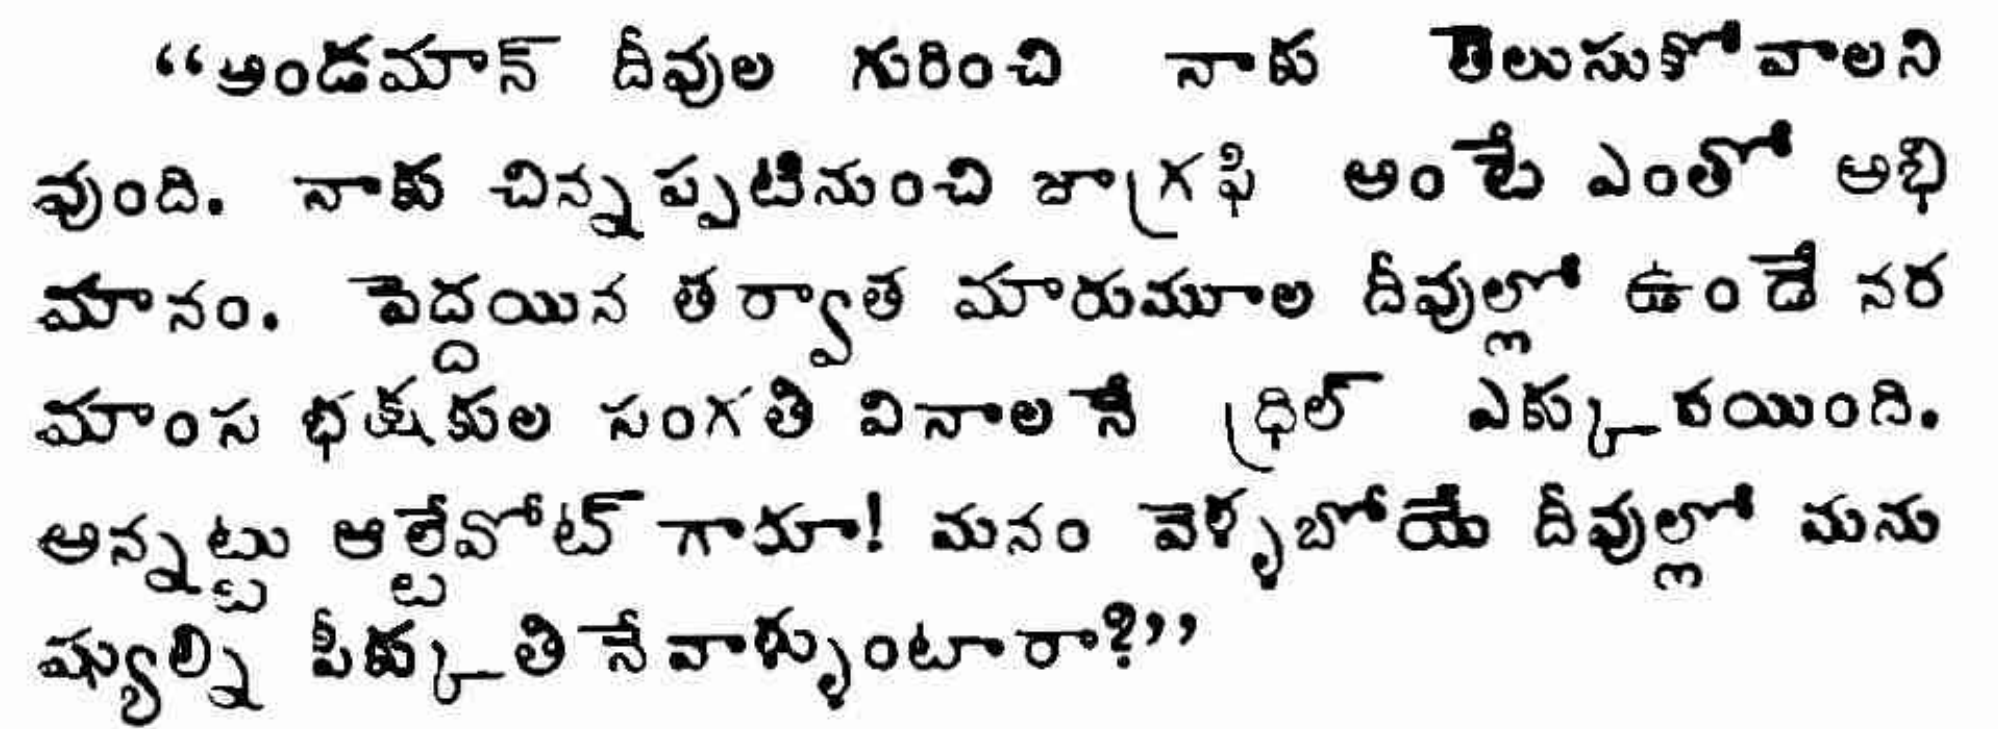 “అండమాన్ దీవుల గురించి నాకు తెలుసుకోవాలని
వుంది. నాకు చిన్నప్పటినుంచి జాగ్రఫీ అంటే ఎంతో అభి
మానం. పెద్దయిన తర్వాత మారుమూల దీవుల్లో ఉండే నర
మాంస భక్షకుల సంగతి వినాలనే థ్రిల్ ఎక్కువయింది.
అన్నట్టు ఆల్టేవోట్ గారూ! మనం వెళ్ళబోయే దీవుల్లో మను
ష్యుల్ని పీక్కుతినేవాళ్ళుంటారా?”